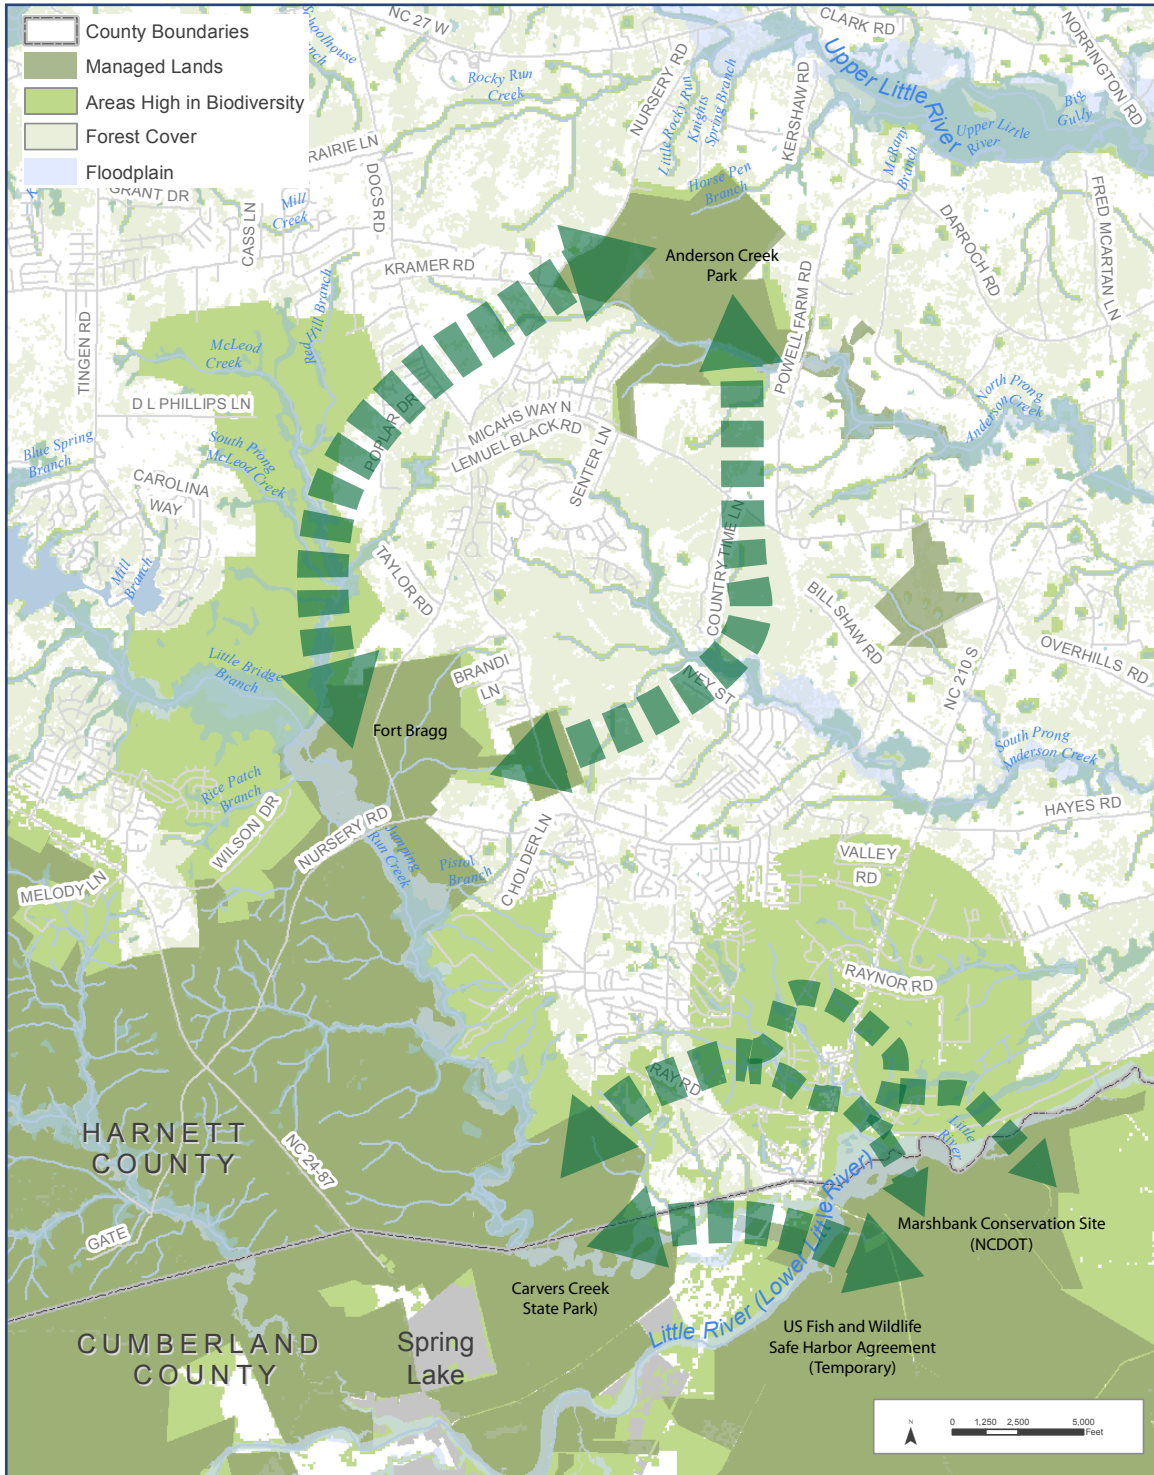 County Boundaries
Managed Lands
Areas High in Biodiversity
Forest Cover
Floodplain
NC 27 W
Rocky Run
Creek
NURSERY RD
Little Rocky Run
Knights
Spring Branch
KERSHAW RD
CLARK RD
Upper Little River
Upper Little
River
NORRINGTON RD
Big
Gully
McRany
Branch
Horse Pen
Branch
GRANT DR
DOCS RD
CASS LN
Mill
Creek
KRAMER RD
Anderson Creek
Park
DARROCH RD
FRED MCARTAN LN
POWELL FARM RD
TINGEN RD
McLeod
Creek
Red Hill Branch
D L PHILLIPS LN
POPLAR DR
MICAHS WAY N
LEMUEL BLACK RD
SENTER LN
North Prong
Anderson Creek
Blue Spring
Branch
South Prong
McLeod Creek
CAROLINA
WAY
Mill
Branch
TAYLOR RD
COUNTRY TIME LN
BILL SHAW RD
OVERHILLS RD
NC 210 S
Little Bridge
Branch
BRANDI
LN
IVEY ST
Fort Bragg
South Prong
Anderson Creek
Rice Patch
Branch
WILSON DR
NURSERY RD
Jumping
Run Creek
Pistol
Branch
C HOLDER LN
HAYES RD
VALLEY
RD
MELODY LN
RAYNOR RD
RAY RD
HARNETT
COUNTY
NC 24-87
Little
River
GATE
Marshbank Conservation Site
(NCDOT)
Carvers Creek
State Park)
Little River (Lower Little River)
US Fish and Wildlife
Safe Harbor Agreement
(Temporary)
CUMBERLAND
COUNTY
Spring
Lake
N
0 1,250 2,500 5,000
Feet